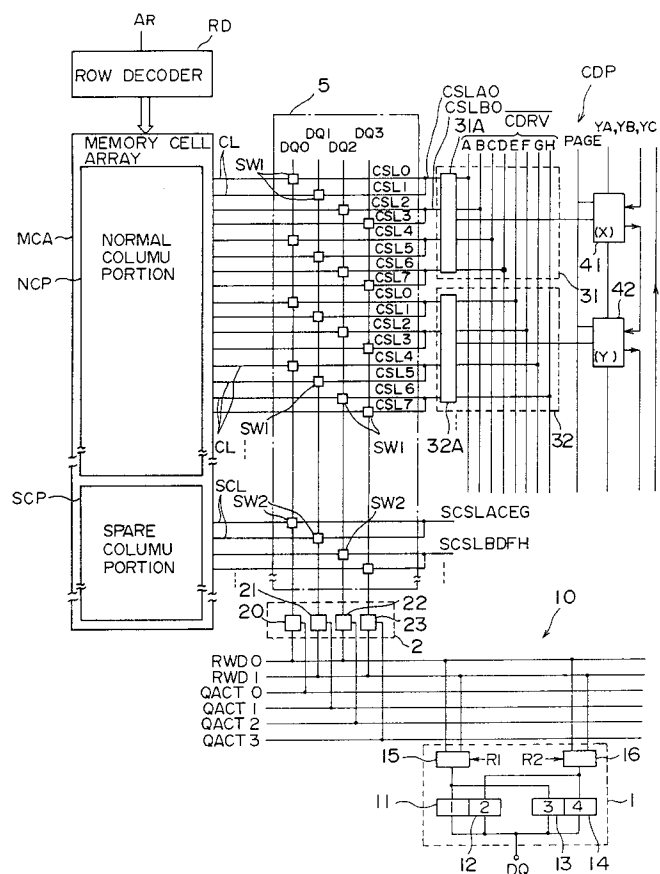 AR
RD
ROW DECODER
5
CDP
CSLA0
CSLB0
31A
CDRV
PAGE
YA,YB,YC
DQ0 DQ1 DQ2 DQ3
A B C D E F G H
MEMORY CELL ARRAY
CL
SW1
CSL0
CSL1
CSL2
CSL3
CSL4
CSL5
CSL6
CSL7
MCA
NCP
NORMAL COLUMU PORTION
(X)
41
31
42
CSL0
CSL1
CSL2
CSL3
CSL4
CSL5
CSL6
CSL7
(Y)
CL
SW1
SW1
32A
32
SCP
SCL
SW2
SW2
SCSLACEG
SCSLBDFH
SPARE COLUMU PORTION
20
21
22
23
2
10
RWD 0
RWD 1
QACT 0
QACT 1
QACT 2
QACT 3
15
R1
R2
16
11
2
3
4
1
12
13
14
DQ